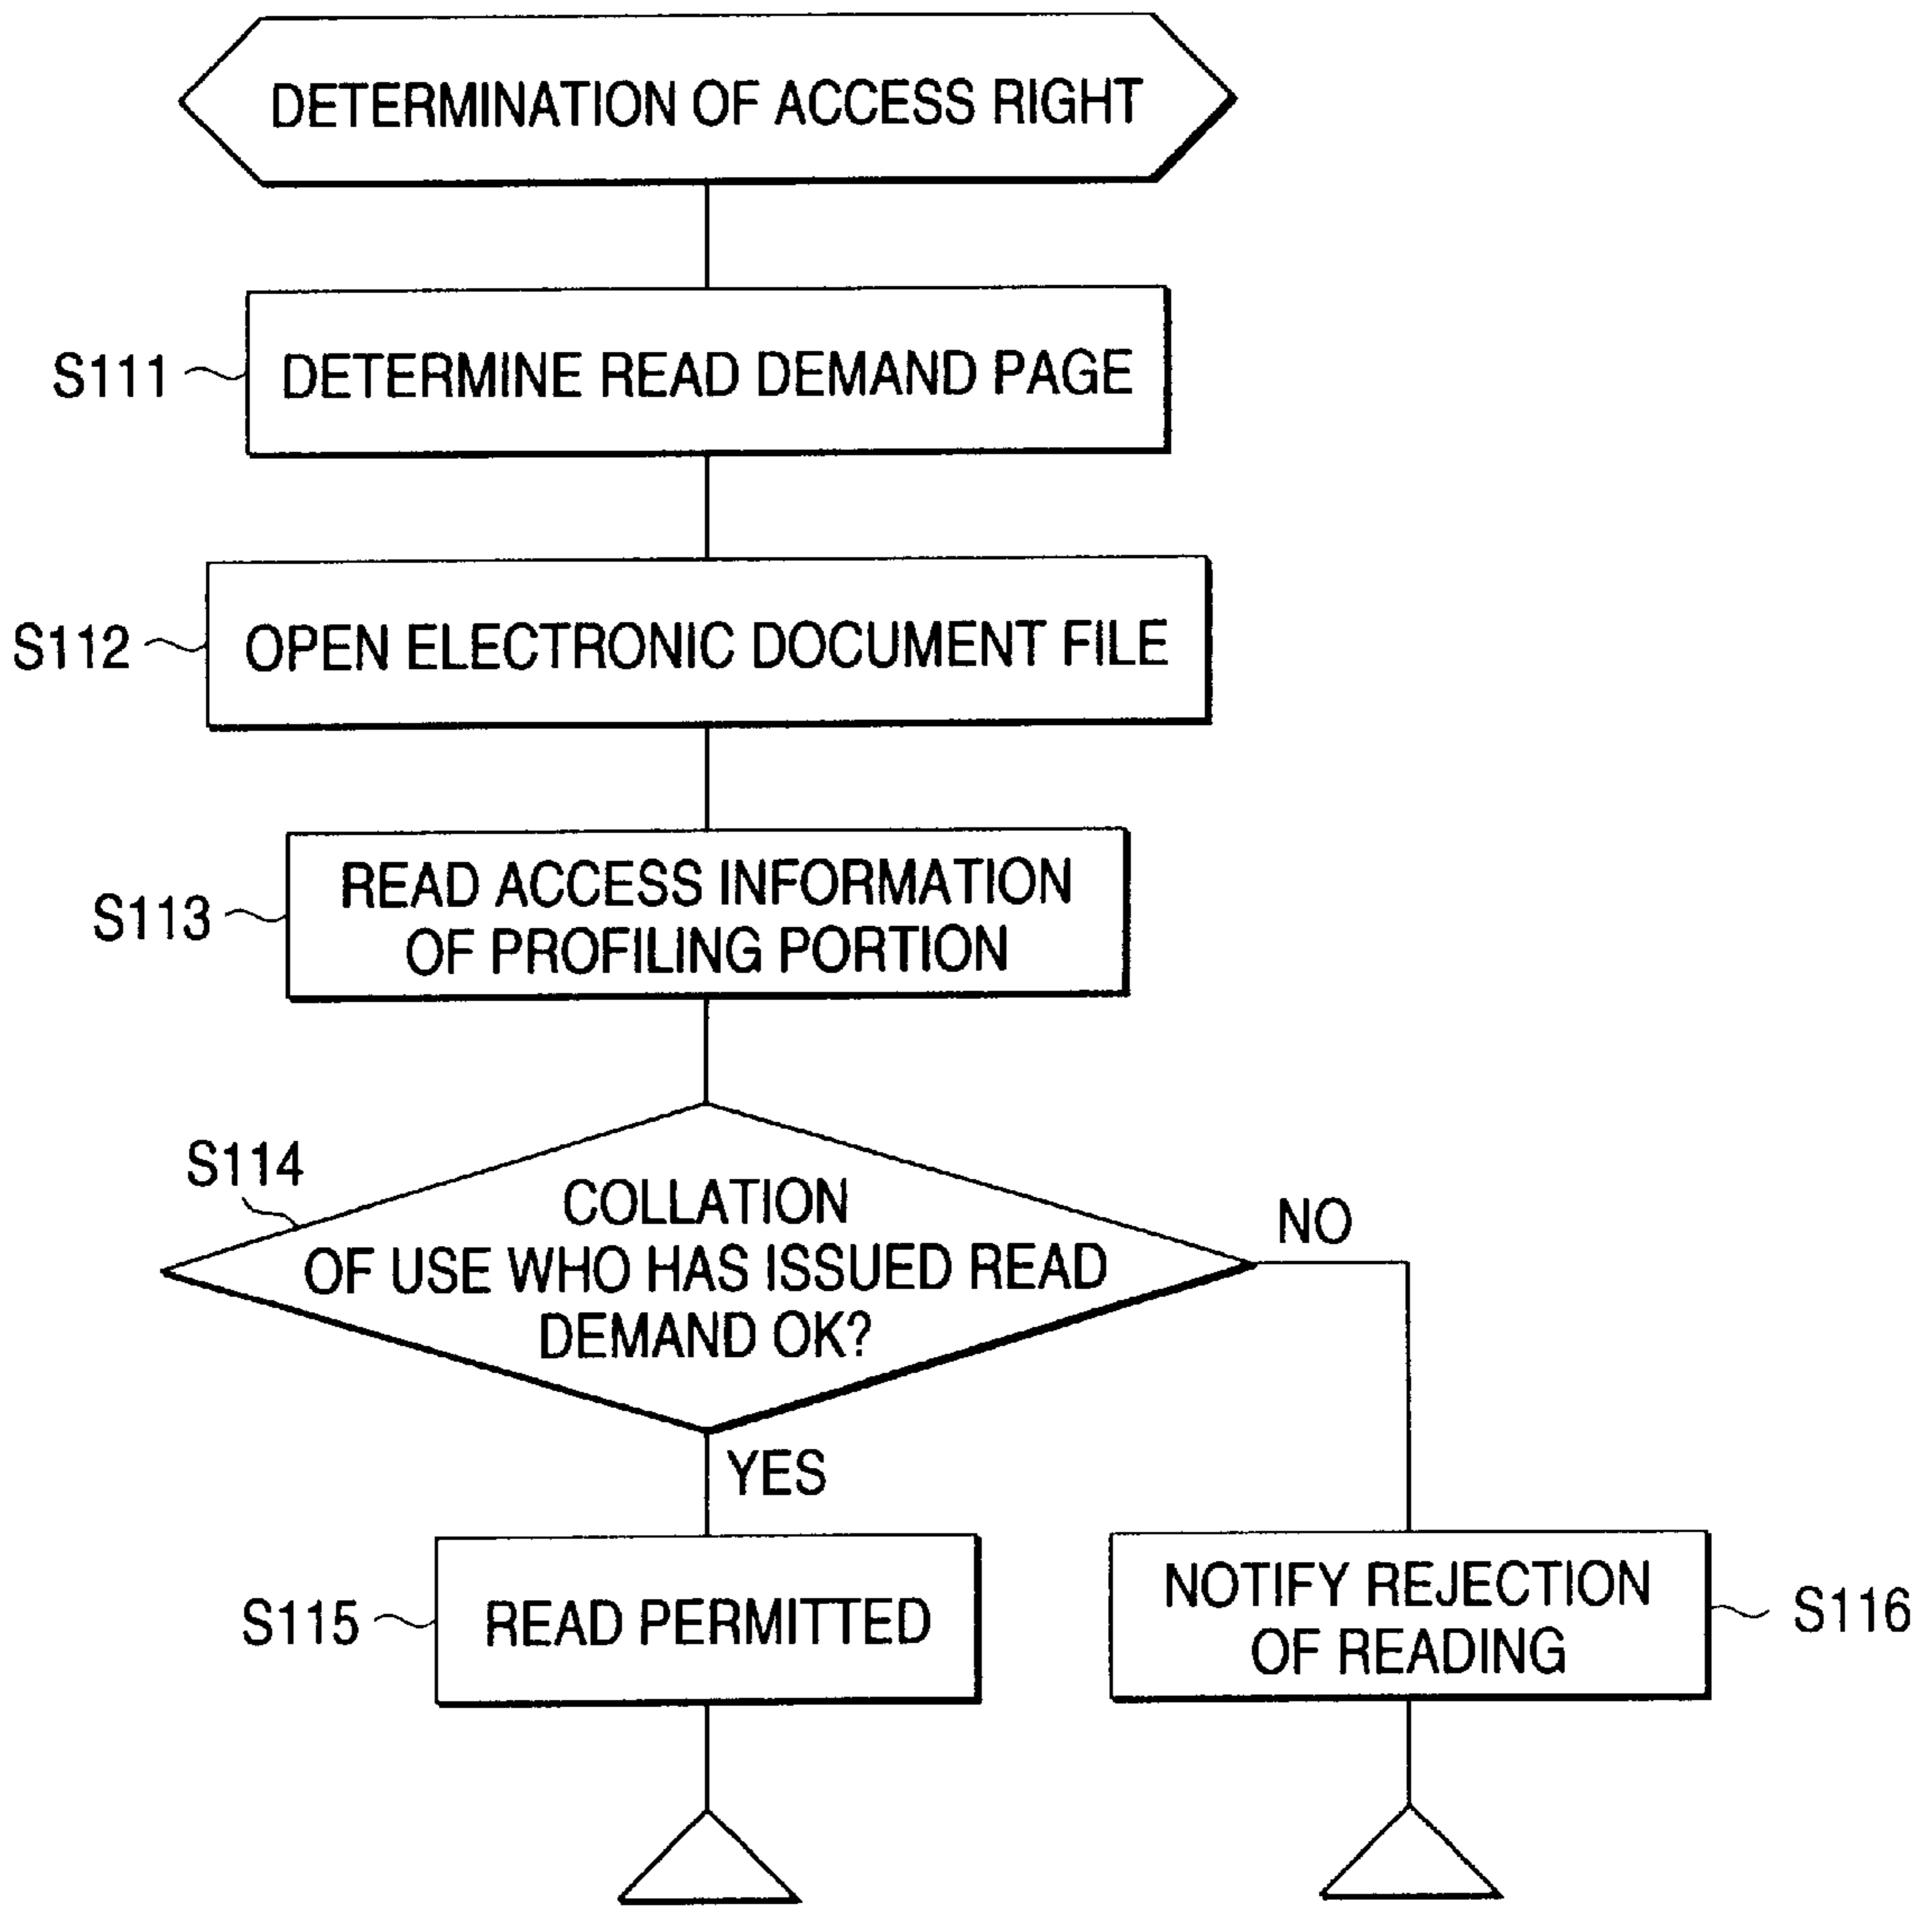 DETERMINATION OF ACCESS RIGHT
S111
DETERMINE READ DEMAND PAGE
S112
OPEN ELECTRONIC DOCUMENT FILE
S113
READ ACCESS INFORMATION
OF PROFILING PORTION
S114
COLLATION
OF USE WHO HAS ISSUED READ
DEMAND OK?
NO
YES
S115
READ PERMITTED
NOTIFY REJECTION
OF READING
S116